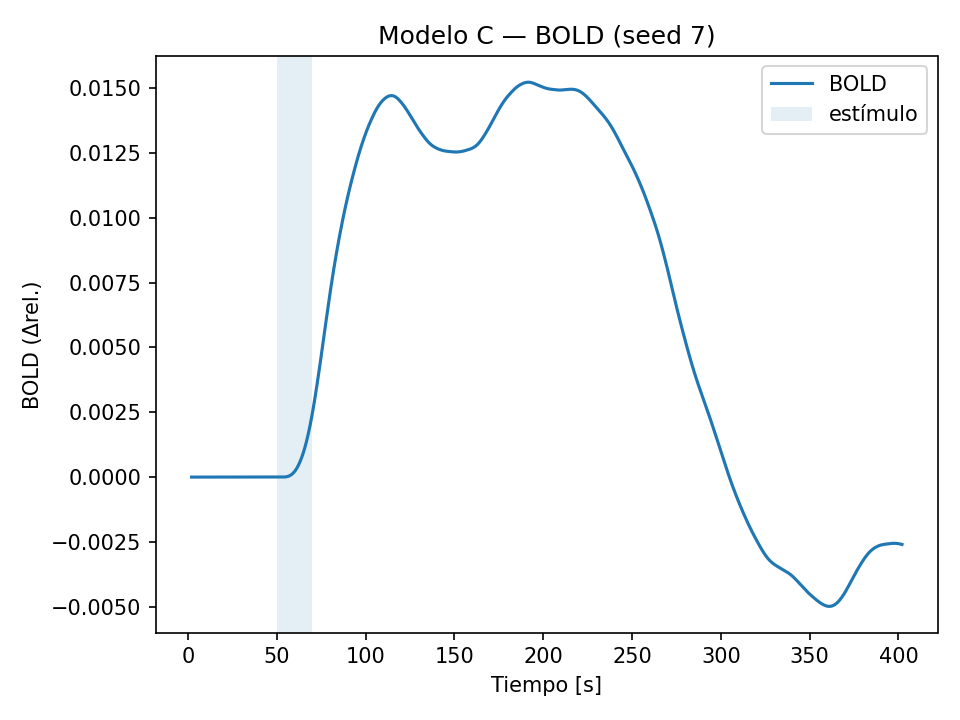 Modelo C — BOLD (seed 7)
BOLD
estímulo
BOLD (Δrel.)
0.0150
0.0125
0.0100
0.0075
0.0050
0.0025
0.0000
−0.0025
−0.0050
0 50 100 150 200 250 300 350 400
Tiempo [s]